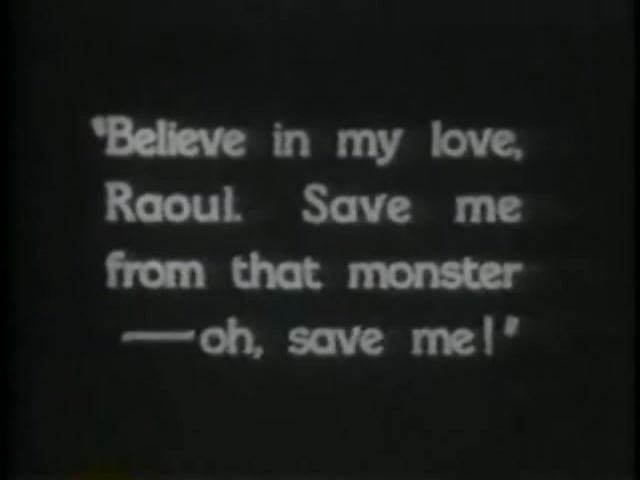 "Believe in my love,
Raoul. Save me
from that monster
—oh, save me!"